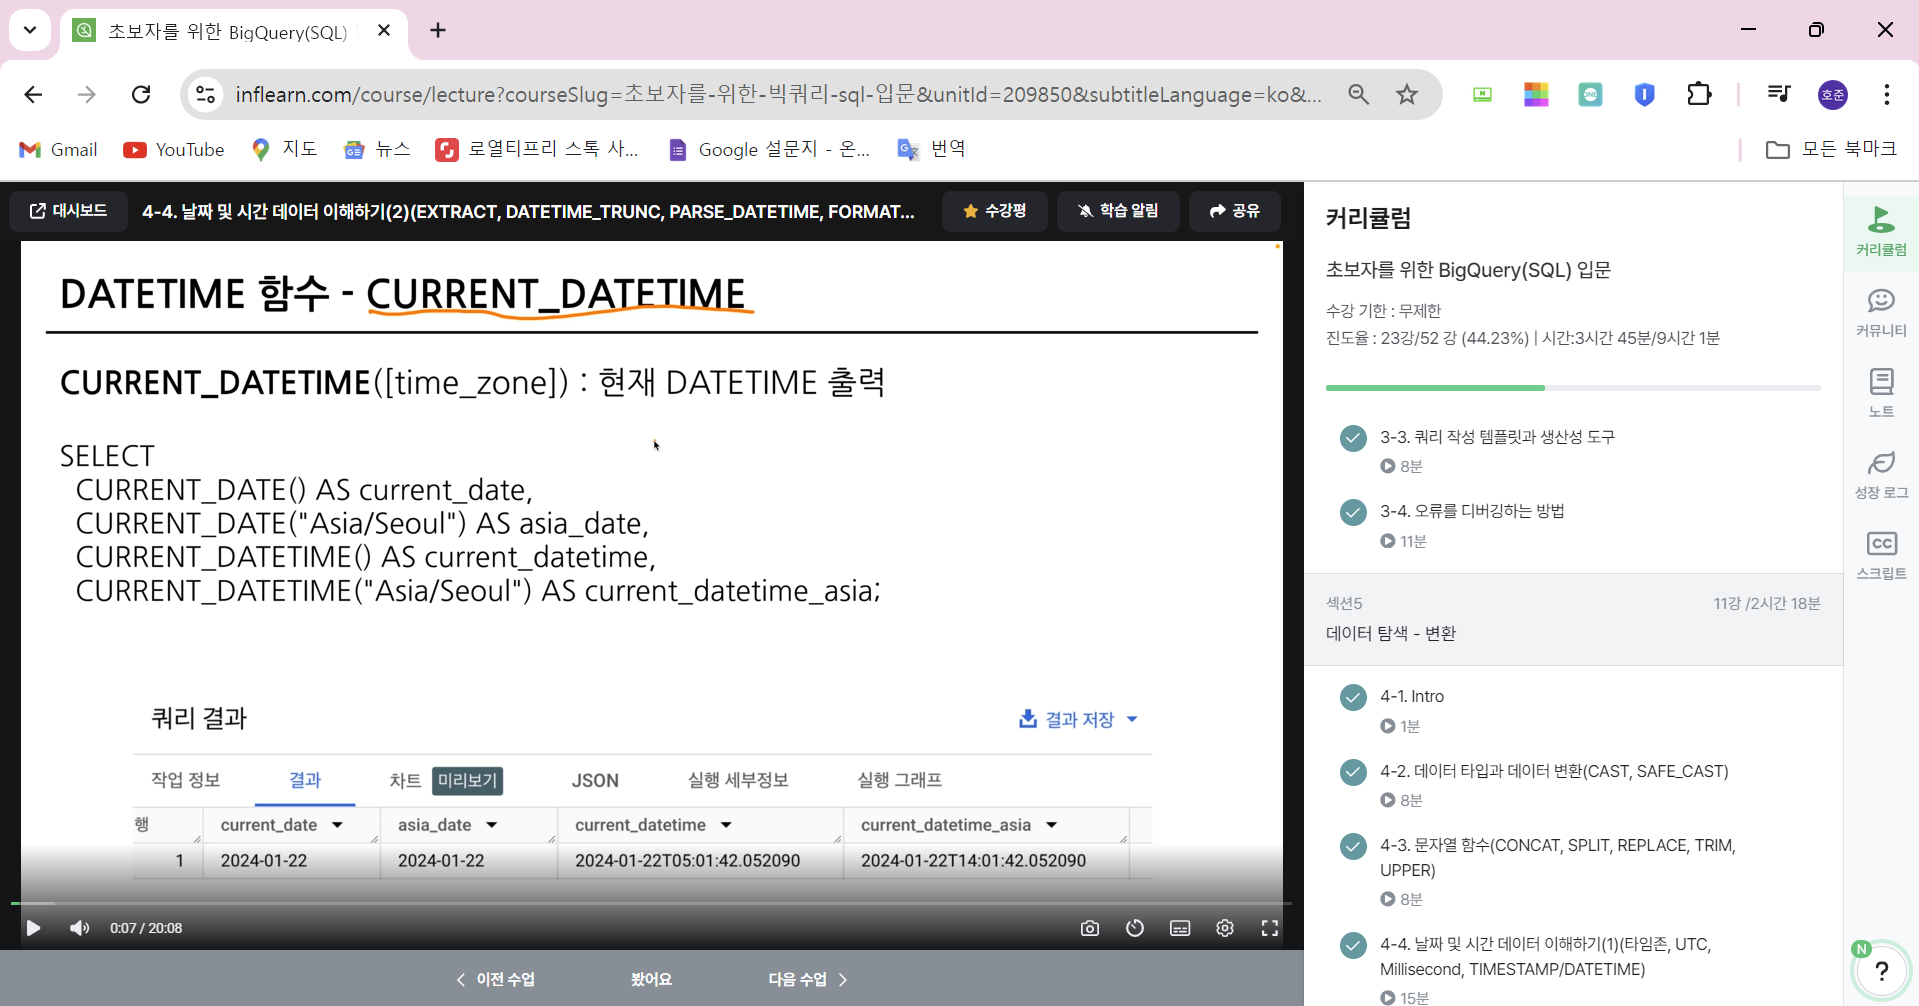 초보자를 위한 BigQuery(SQL)
inflearn.com/course/lecture?courseSlug=초보자를-위한-빅쿼리-sql-입문&unitId=209850&subtitleLanguage=ko&...
호준
Gmail
YouTube
지도
뉴스
로열티프리 스톡 사...
Google 설문지 - 온...
번역
모든 북마크
대시보드
4-4. 날짜 및 시간 데이터 이해하기(2)(EXTRACT, DATETIME_TRUNC, PARSE_DATETIME, FORMAT...
수강평
학습 알림
공유
DATETIME 함수 - CURRENT_DATETIME
CURRENT_DATETIME([time_zone]) : 현재 DATETIME 출력
SELECT
CURRENT_DATE() AS current_date,
CURRENT_DATE("Asia/Seoul") AS asia_date,
CURRENT_DATETIME() AS current_datetime,
CURRENT_DATETIME("Asia/Seoul") AS current_datetime_asia;
쿼리 결과
결과 저장
작업 정보 결과 차트 미리보기 JSON 실행 세부정보 실행 그래프
행 current_date asia_date current_datetime current_datetime_asia
1 2024-01-22 2024-01-22 2024-01-22T05:01:42.052090 2024-01-22T14:01:42.052090
0:07 / 20:08
이전 수업
봤어요
다음 수업
커리큘럼
초보자를 위한 BigQuery(SQL) 입문
수강 기한 : 무제한
진도율 : 23강/52 강 (44.23%) | 시간:3시간 45분/9시간 1분
3-3. 쿼리 작성 템플릿과 생산성 도구
8분
3-4. 오류를 디버깅하는 방법
11분
섹션5
11강 /2시간 18분
데이터 탐색 - 변환
4-1. Intro
1분
4-2. 데이터 타입과 데이터 변환(CAST, SAFE_CAST)
8분
4-3. 문자열 함수(CONCAT, SPLIT, REPLACE, TRIM,
UPPER)
8분
4-4. 날짜 및 시간 데이터 이해하기(1)(타임존, UTC,
Millisecond, TIMESTAMP/DATETIME)
15분
커리큘럼
커뮤니티
노트
성장 로그
CC
스크립트
N
?